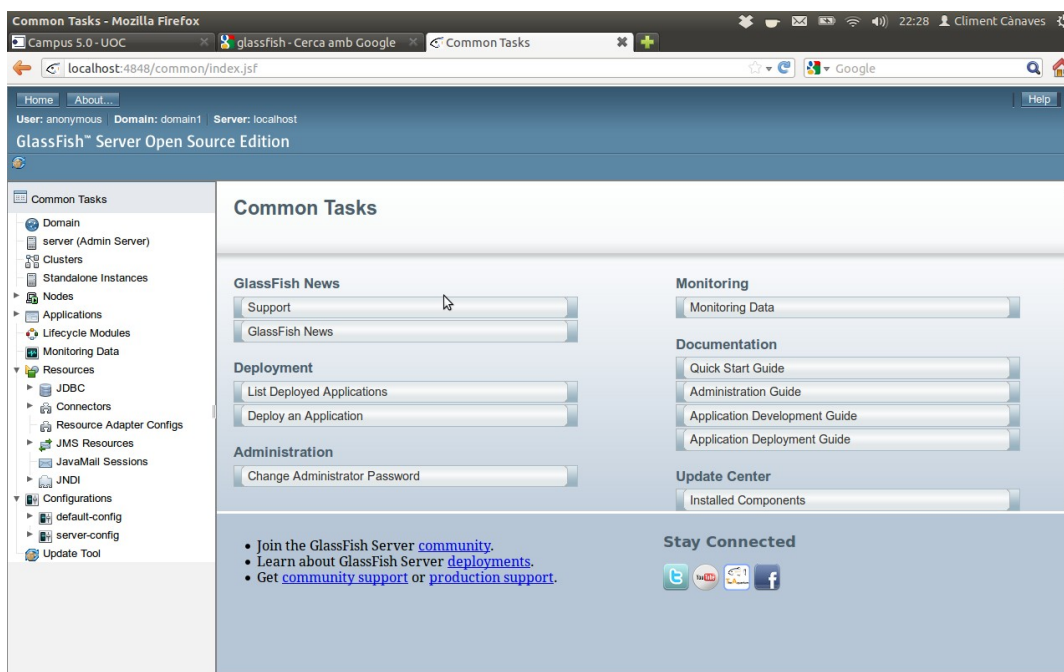 Common Tasks - Mozilla Firefox
22:28 Climent Cànaves
Campus 5.0 - UOC
glassfish - Cerca amb Google
Common Tasks
localhost:4848/common/index.jsf
Google
Home About... Help
User: anonymous Domain: domain1 Server: localhost
GlassFish™ Server Open Source Edition
Common Tasks
Domain
server (Admin Server)
Clusters
Standalone Instances
Nodes
Applications
Lifecycle Modules
Monitoring Data
Resources
JDBC
Connectors
Resource Adapter Configs
JMS Resources
JavaMail Sessions
JNDI
Configurations
default-config
server-config
Update Tool
Common Tasks
GlassFish News
Support
GlassFish News
Deployment
List Deployed Applications
Deploy an Application
Administration
Change Administrator Password
Monitoring
Monitoring Data
Documentation
Quick Start Guide
Administration Guide
Application Development Guide
Application Deployment Guide
Update Center
Installed Components
• Join the GlassFish Server community.
• Learn about GlassFish Server deployments.
• Get community support or production support.
Stay Connected
You Tube